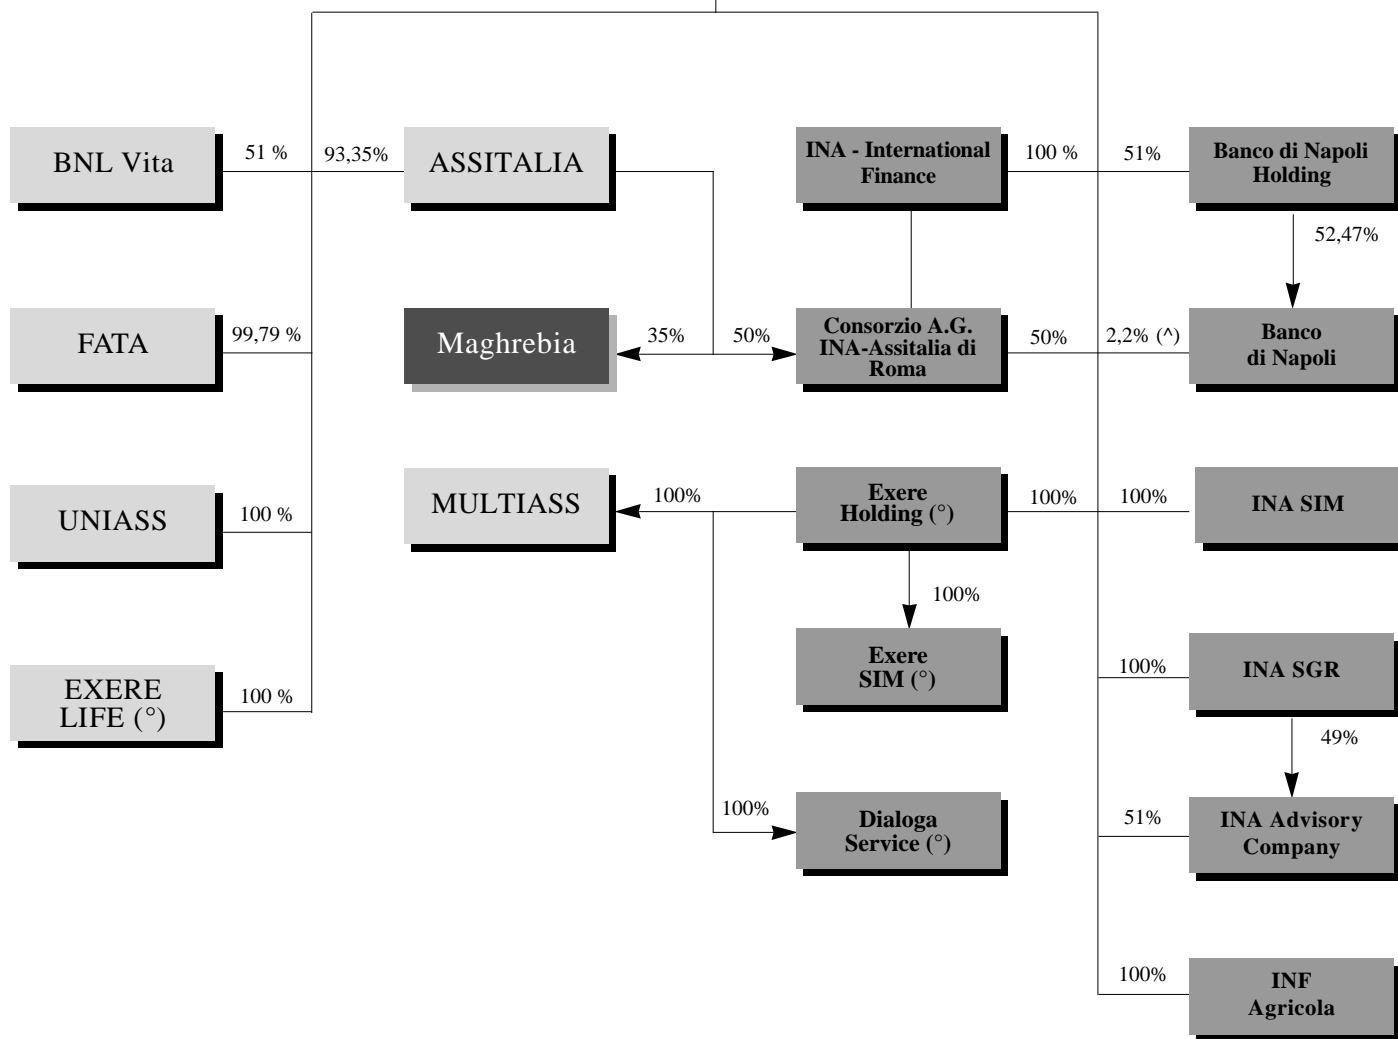 BNL Vita
51 %
93,35%
ASSITALIA
INA - International
Finance
100 %
51%
Banco di Napoli
Holding
52,47%
FATA
99,79 %
Maghrebia
35%
50%
Consorzio A.G.
INA-Assitalia di
Roma
50%
2,2% (^)
Banco
di Napoli
UNIASS
100 %
MULTIASS
100%
Exere
Holding (°)
100%
100%
INA SIM
100%
EXERE
LIFE (°)
100 %
Exere
SIM (°)
100%
INA SGR
49%
100%
Dialoga
Service (°)
51%
INA Advisory
Company
100%
INF
Agricola